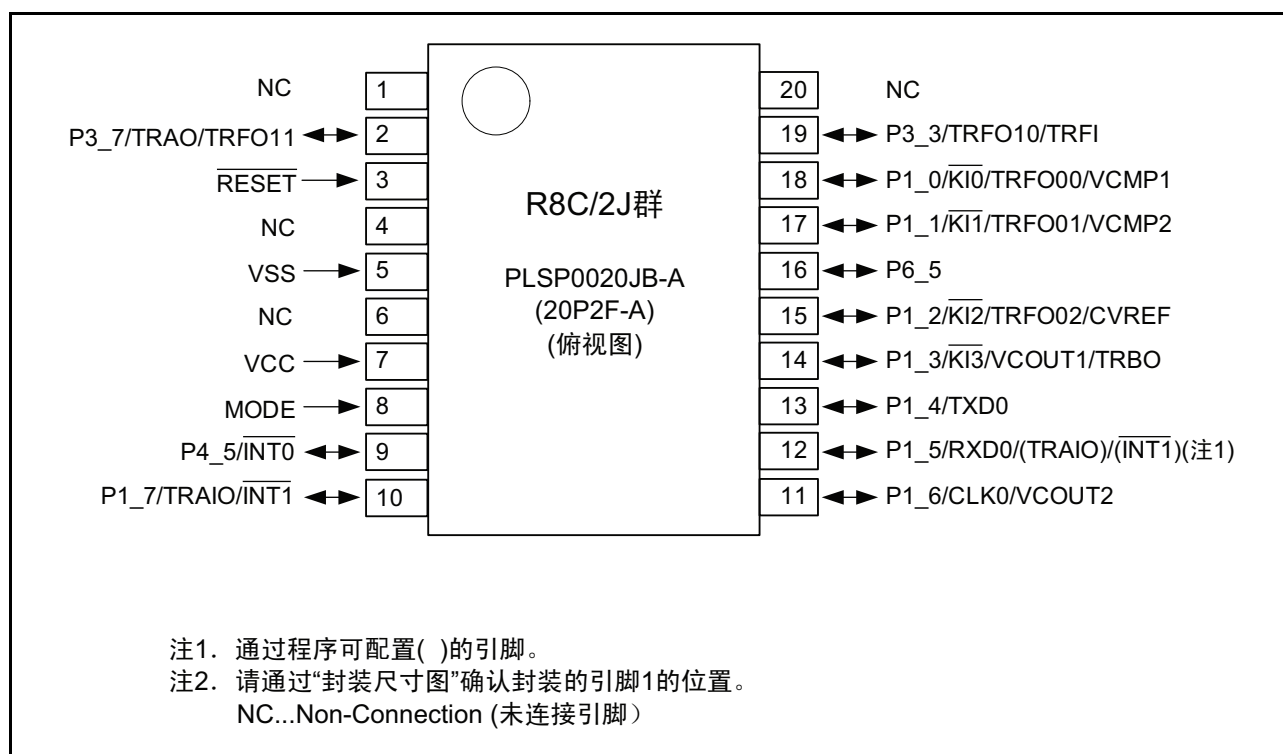 NC 1
P3_7/TRAO/TRFO11 2
RESET 3
NC 4
VSS 5
NC 6
VCC 7
MODE 8
P4_5/INT0 9
P1_7/TRAIO/INT1 10
R8C/2J群
PLSP0020JB-A
(20P2F-A)
(俯视图)
20 NC
19 P3_3/TRFO10/TRFI
18 P1_0/KI0/TRFO00/VCMP1
17 P1_1/KI1/TRFO01/VCMP2
16 P6_5
15 P1_2/KI2/TRFO02/CVREF
14 P1_3/KI3/VCOUT1/TRBO
13 P1_4/TXD0
12 P1_5/RXD0/(TRAIO)/(INT1)(注1)
11 P1_6/CLK0/VCOUT2
注1. 通过程序可配置( )的引脚。
注2. 请通过“封装尺寸图”确认封装的引脚1的位置。
NC...Non-Connection (未连接引脚）